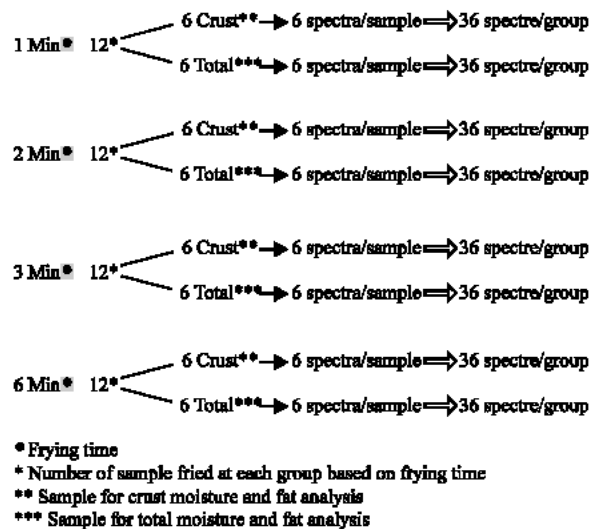 6 Crust** 6 spectra/sample 36 spectre/group
1 Min● 12*
6 Total*** 6 spectra/sample 36 spectre/group
6 Crust** 6 spectra/sample 36 spectre/group
2 Min● 12*
6 Total*** 6 spectra/sample 36 spectre/group
6 Crust** 6 spectra/sample 36 spectre/group
3 Min● 12*
6 Total*** 6 spectra/sample 36 spectre/group
6 Crust** 6 spectra/sample 36 spectre/group
6 Min● 12*
6 Total*** 6 spectra/sample 36 spectre/group
● Frying time
* Number of sample fried at each group based on frying time
** Sample for crust moisture and fat analysis
*** Sample for total moisture and fat analysis